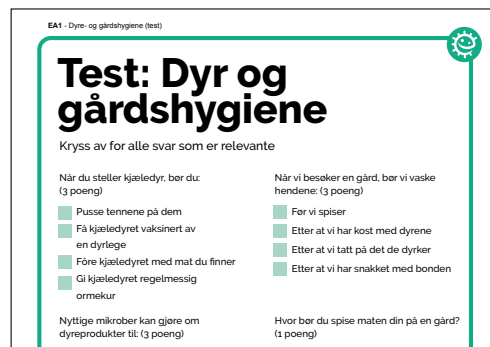 EA1 - Dyre- og gårdshygiene (test)
Test: Dyr og
gårdshygiene
Kryss av for alle svar som er relevante
Når du steller kjæledyr, bør du:
(3 poeng)
Pusse tennene på dem
Få kjæledyret vaksinert av
en dyrlege
Fôre kjæledyret med mat du finner
Gi kjæledyret regelmessig
ormekur
Nyttige mikrober kan gjøre om
dyreprodukter til: (3 poeng)
Når vi besøker en gård, bør vi vaske
hendene: (3 poeng)
Før vi spiser
Etter at vi har kost med dyrene
Etter at vi tatt på det de dyrker
Etter at vi har snakket med bonden
Hvor bør du spise maten din på en gård?
(1 poeng)